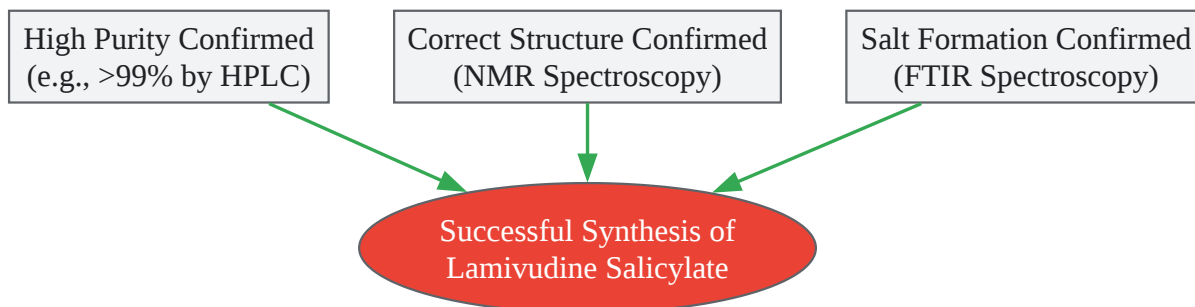 High Purity Confirmed
(e.g., >99% by HPLC)
Correct Structure Confirmed
(NMR Spectroscopy)
Salt Formation Confirmed
(FTIR Spectroscopy)
Successful Synthesis of
Lamivudine Salicylate